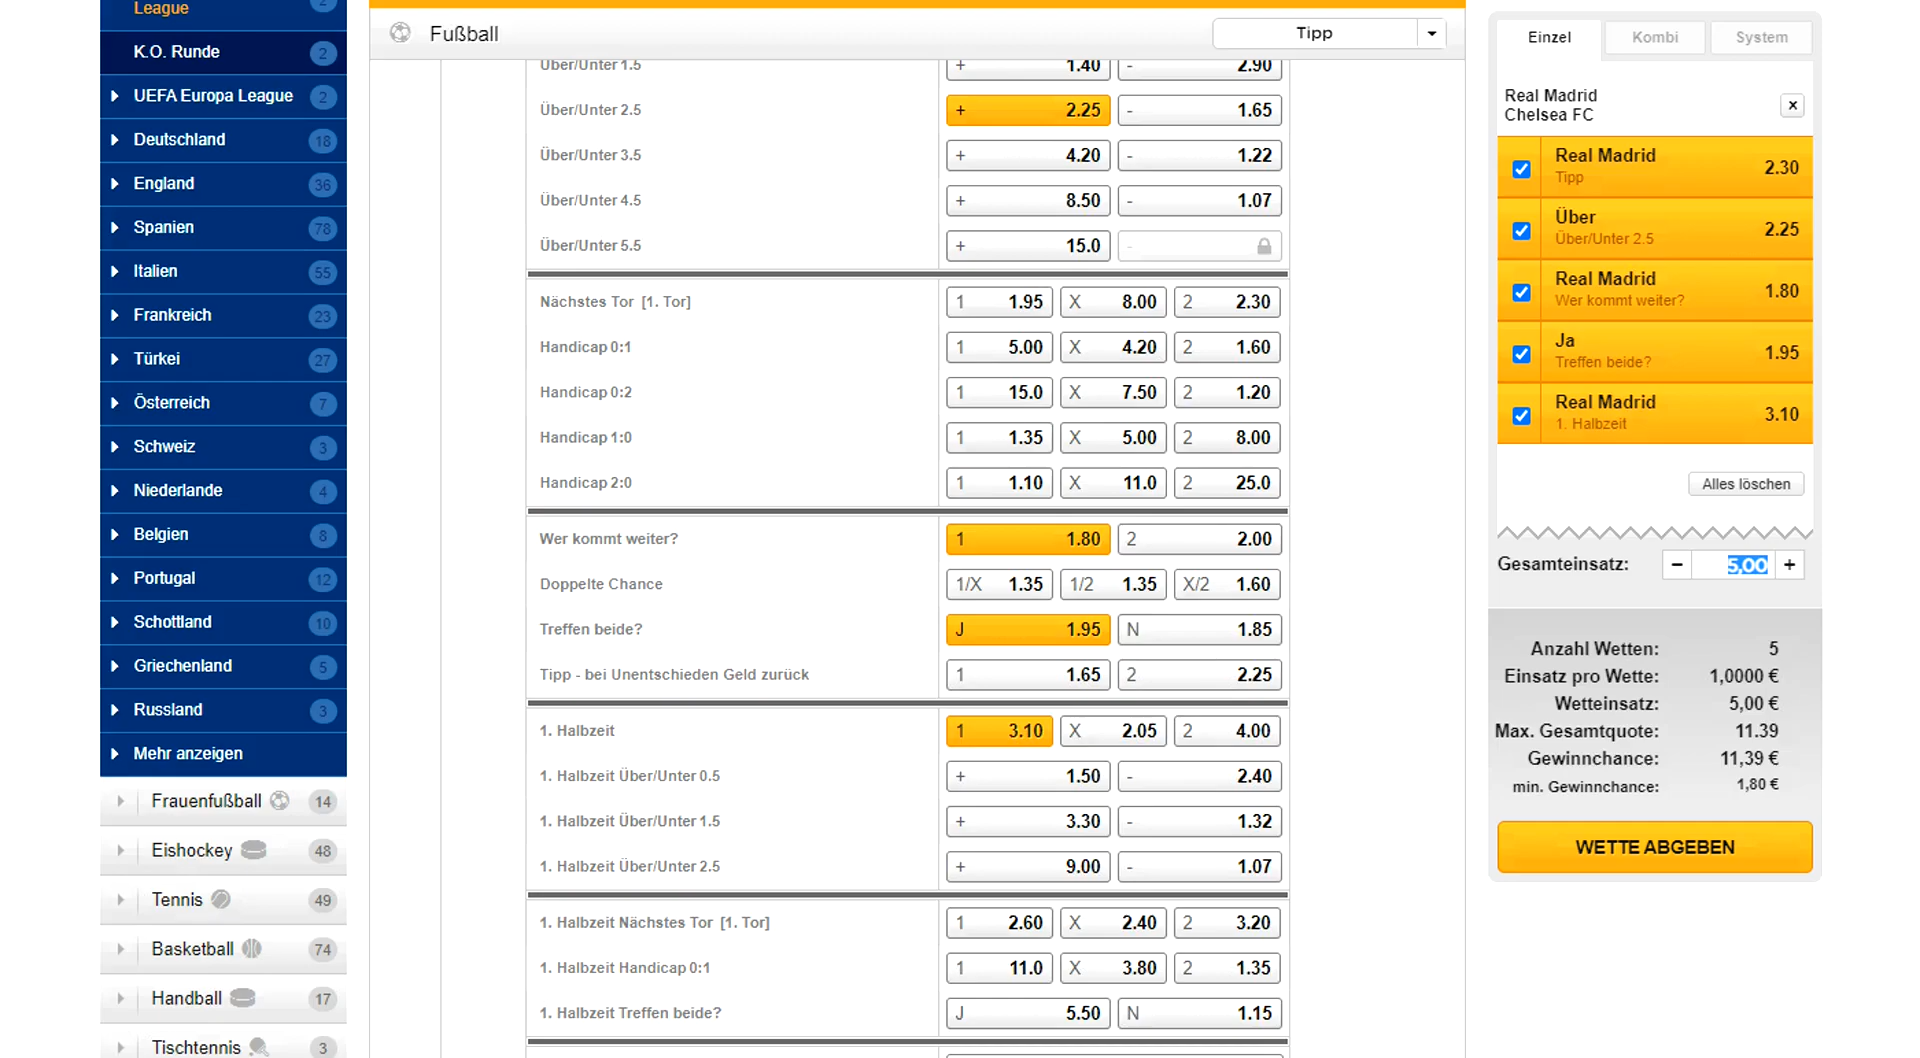 League 2
K.O. Runde 2
UEFA Europa League 2
Deutschland 18
England 36
Spanien 78
Italien 55
Frankreich 23
Türkei 27
Österreich 7
Schweiz 3
Niederlande 4
Belgien 8
Portugal 12
Schottland 10
Griechenland 5
Russland 3
Mehr anzeigen
Frauenfußball 14
Eishockey 48
Tennis 49
Basketball 74
Handball 17
Tischtennis 3
Fußball Tipp
Über/Unter 1.5 + 1.40 - 2.90
Über/Unter 2.5 + 2.25 - 1.65
Über/Unter 3.5 + 4.20 - 1.22
Über/Unter 4.5 + 8.50 - 1.07
Über/Unter 5.5 + 15.0 -
Nächstes Tor [1. Tor] 1 1.95 X 8.00 2 2.30
Handicap 0:1 1 5.00 X 4.20 2 1.60
Handicap 0:2 1 15.0 X 7.50 2 1.20
Handicap 1:0 1 1.35 X 5.00 2 8.00
Handicap 2:0 1 1.10 X 11.0 2 25.0
Wer kommt weiter? 1 1.80 2 2.00
Doppelte Chance 1/X 1.35 1/2 1.35 X/2 1.60
Treffen beide? J 1.95 N 1.85
Tipp - bei Unentschieden Geld zurück 1 1.65 2 2.25
1. Halbzeit 1 3.10 X 2.05 2 4.00
1. Halbzeit Über/Unter 0.5 + 1.50 - 2.40
1. Halbzeit Über/Unter 1.5 + 3.30 - 1.32
1. Halbzeit Über/Unter 2.5 + 9.00 - 1.07
1. Halbzeit Nächstes Tor [1. Tor] 1 2.60 X 2.40 2 3.20
1. Halbzeit Handicap 0:1 1 11.0 X 3.80 2 1.35
1. Halbzeit Treffen beide? J 5.50 N 1.15
Einzel Kombi System
Real Madrid
Chelsea FC x
Real Madrid 2.30
Tipp
Über 2.25
Über/Unter 2.5
Real Madrid 1.80
Wer kommt weiter?
Ja 1.95
Treffen beide?
Real Madrid 3.10
1. Halbzeit
Alles löschen
Gesamteinsatz: − 5,00 +
Anzahl Wetten: 5
Einsatz pro Wette: 1,0000 €
Wetteinsatz: 5,00 €
Max. Gesamtquote: 11.39
Gewinnchance: 11,39 €
min. Gewinnchance: 1,80 €
WETTE ABGEBEN